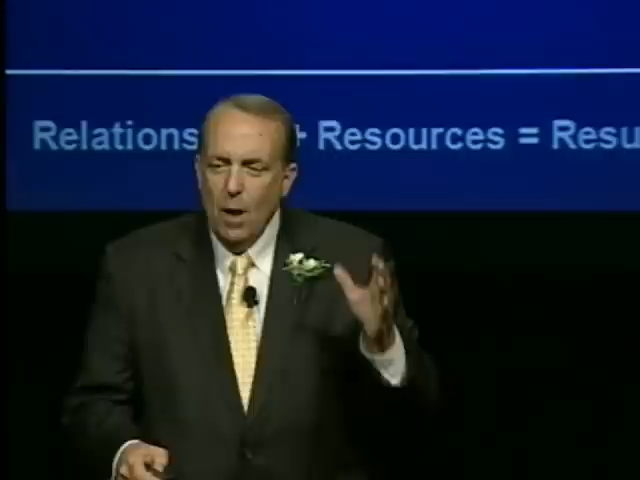 Relations + Resources = Resu